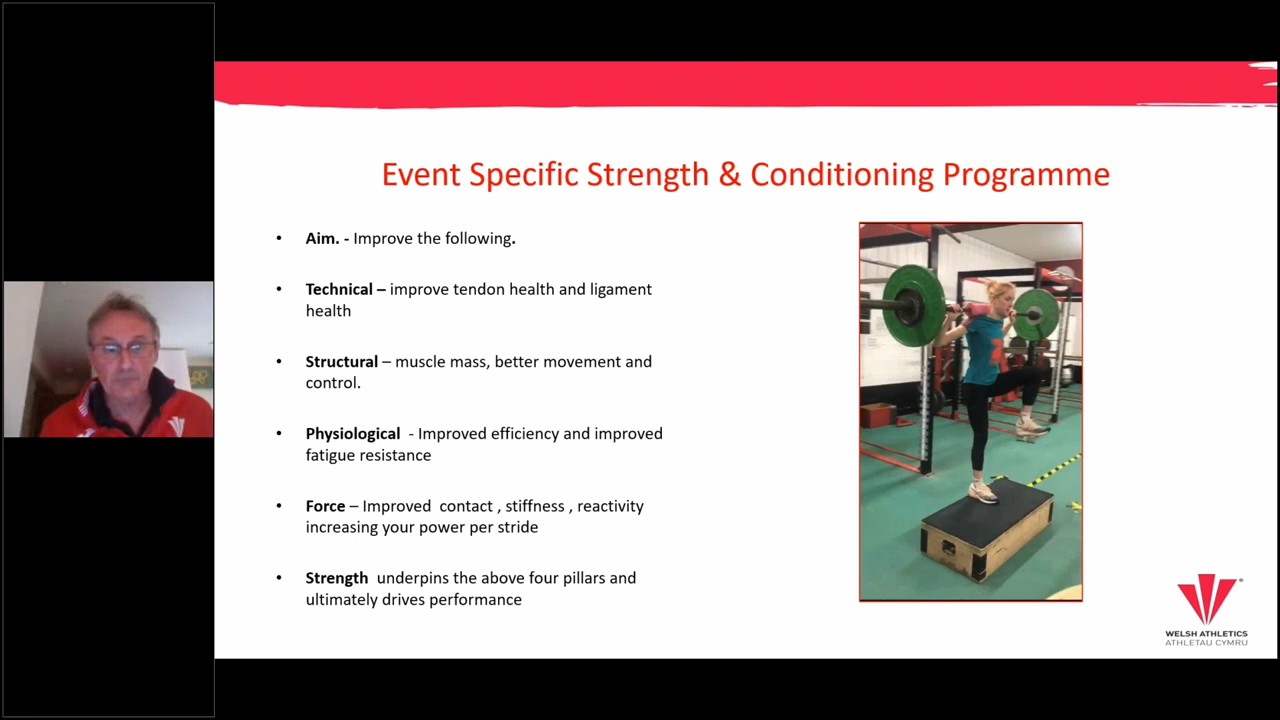 Event Specific Strength & Conditioning Programme
• Aim. - Improve the following.
• Technical – improve tendon health and ligament
health
• Structural – muscle mass, better movement and
control.
• Physiological - Improved efficiency and improved
fatigue resistance
• Force – Improved contact , stiffness , reactivity
increasing your power per stride
• Strength underpins the above four pillars and
ultimately drives performance
WELSH ATHLETICS
ATHLETAU CYMRU